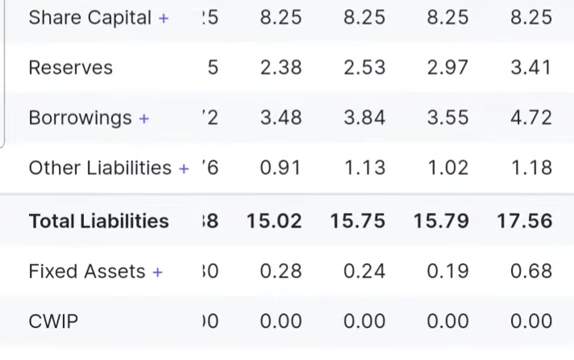 Share Capital + 8.25 8.25 8.25 8.25
Reserves 5 2.38 2.53 2.97 3.41
Borrowings + 2 3.48 3.84 3.55 4.72
Other Liabilities + 6 0.91 1.13 1.02 1.18
Total Liabilities 8 15.02 15.75 15.79 17.56
Fixed Assets + 0 0.28 0.24 0.19 0.68
CWIP 0 0.00 0.00 0.00 0.00